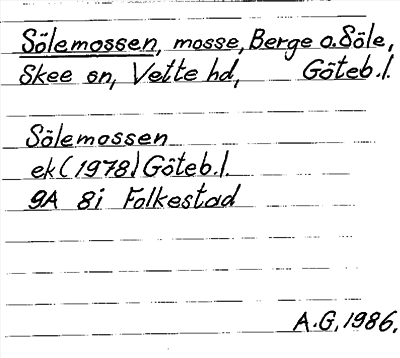 Sölemossen, mosse, Berge o. Söle,
Skee sn, Vette hd, Göteb.l.
Sölemossen
ek (1978) Göteb.l.
9A 8i Folkestad
A.G. 1986.